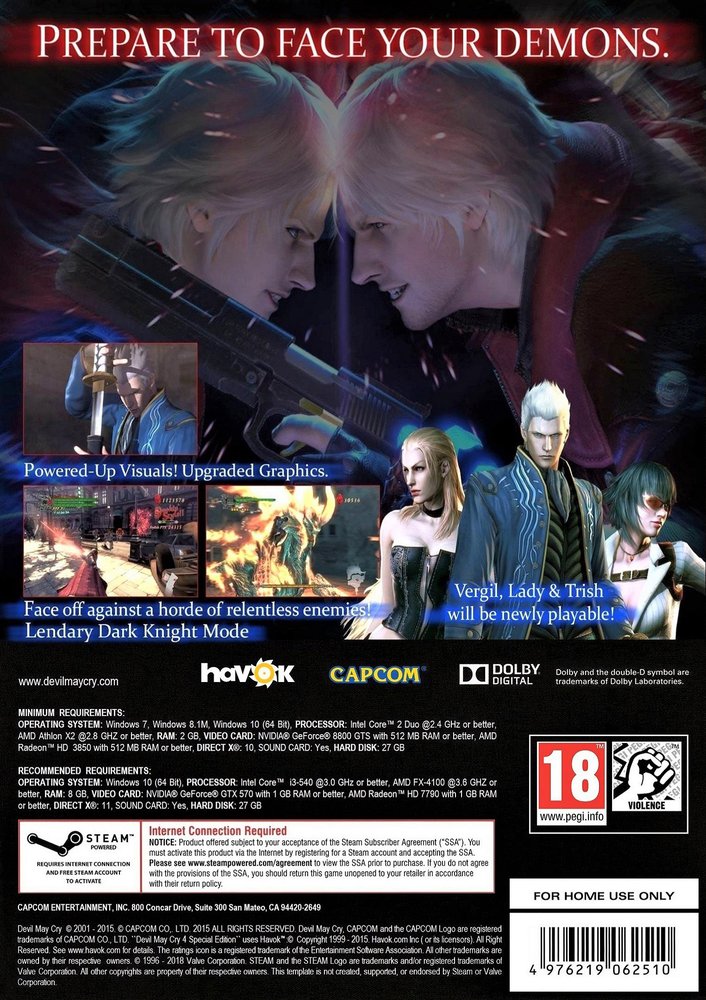 PREPARE TO FACE YOUR DEMONS.
Powered-Up Visuals! Upgraded Graphics.
Face off against a horde of relentless enemies!
Lendary Dark Knight Mode
Vergil, Lady & Trish
will be newly playable!
www.devilmaycry.com
havok
CAPCOM
DOLBY
DIGITAL
Dolby and the double-D symbol are
trademarks of Dolby Laboratories.
MINIMUM REQUIREMENTS:
OPERATING SYSTEM: Windows 7, Windows 8.1M, Windows 10 (64 Bit), PROCESSOR: Intel Core™ 2 Duo @2.4 GHz or better,
AMD Athlon X2 @2.8 GHZ or better, RAM: 2 GB, VIDEO CARD: NVIDIA® GeForce® 8800 GTS with 512 MB RAM or better, AMD
Radeon™ HD 3850 with 512 MB RAM or better, DIRECT X®: 10, SOUND CARD: Yes, HARD DISK: 27 GB
RECOMMENDED REQUIREMENTS:
OPERATING SYSTEM: Windows 10 (64 Bit), PROCESSOR: Intel Core™ i3-540 @3.0 GHz or better, AMD FX-4100 @3.6 GHZ or
better, RAM: 8 GB, VIDEO CARD: NVIDIA® GeForce® GTX 570 with 1 GB RAM or better, AMD Radeon™ HD 7790 with 1 GB RAM
or better, DIRECT X®: 11, SOUND CARD: Yes, HARD DISK: 27 GB
18
www.pegi.info
VIOLENCE
STEAM™
POWERED
REQUIRES INTERNET CONNECTION
AND FREE STEAM ACCOUNT
TO ACTIVATE
Internet Connection Required
NOTICE: Product offered subject to your acceptance of the Steam Subscriber Agreement ("SSA"). You
must activate this product via the Internet by registering for a Steam account and accepting the SSA.
Please see www.steampowered.com/agreement to view the SSA prior to purchase. If you do not agree
with the provisions of the SSA, you should return this game unopened to your retailer in accordance
with their return policy.
CAPCOM ENTERTAINMENT, INC. 800 Concar Drive, Suite 300 San Mateo, CA 94420-2649
Devil May Cry © 2001 - 2015. © CAPCOM CO,. LTD. 2015 ALL RIGHTS RESERVED. Devil May Cry, CAPCOM and the CAPCOM Logo are registered
trademarks of CAPCOM CO., LTD. ``Devil May Cry 4 Special Edition`` uses Havok™:© Copyright 1999 - 2015. Havok.com Inc ( or its licensors). All Right
Reserved. See www.havok.com for details. The ratings icon is a registered trademark of the Entertainment Software Association. All other trademarks are
owned by their respective owners. © 1996 - 2018 Valve Corporation. STEAM and the STEAM Logo are trademarks and/or registered trademarks of
Valve Corporation. All other copyrights are property of their respective owners. This template is not created, supported, or endorsed by Steam or Valve
Corporation.
FOR HOME USE ONLY
4 976219 062510